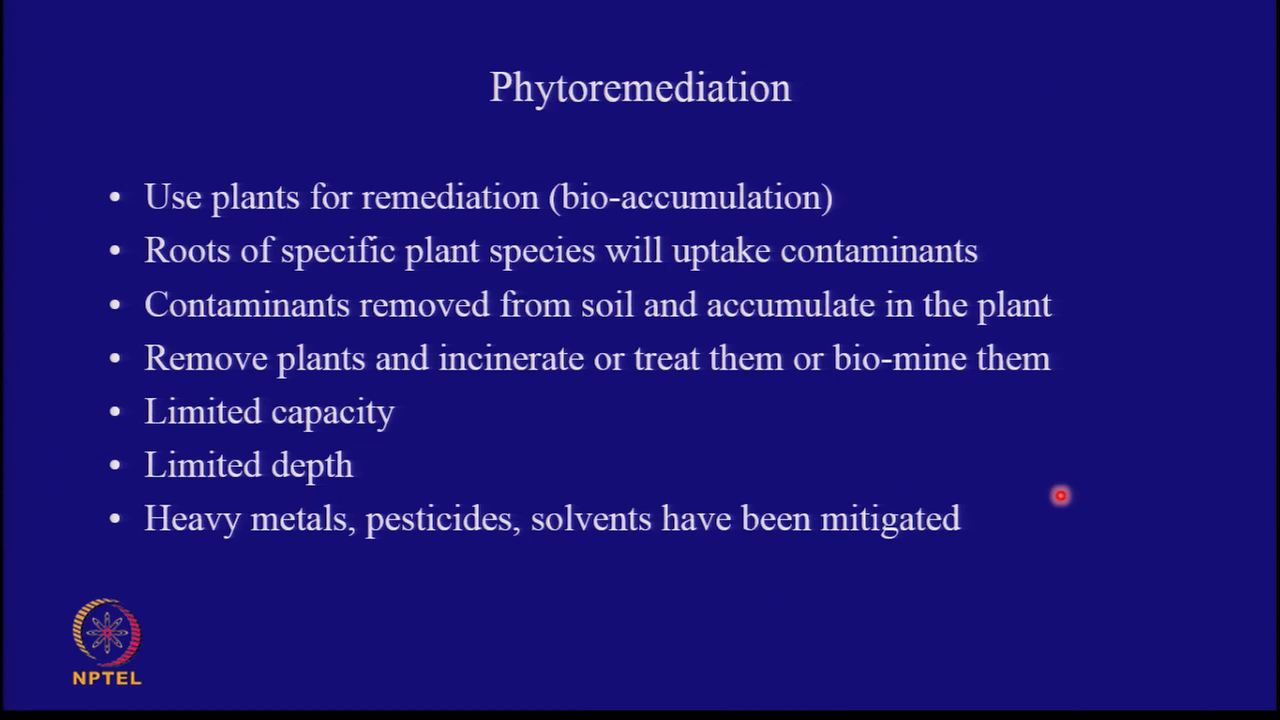 Phytoremediation
• Use plants for remediation (bio-accumulation)
• Roots of specific plant species will uptake contaminants
• Contaminants removed from soil and accumulate in the plant
• Remove plants and incinerate or treat them or bio-mine them
• Limited capacity
• Limited depth
• Heavy metals, pesticides, solvents have been mitigated
NPTEL